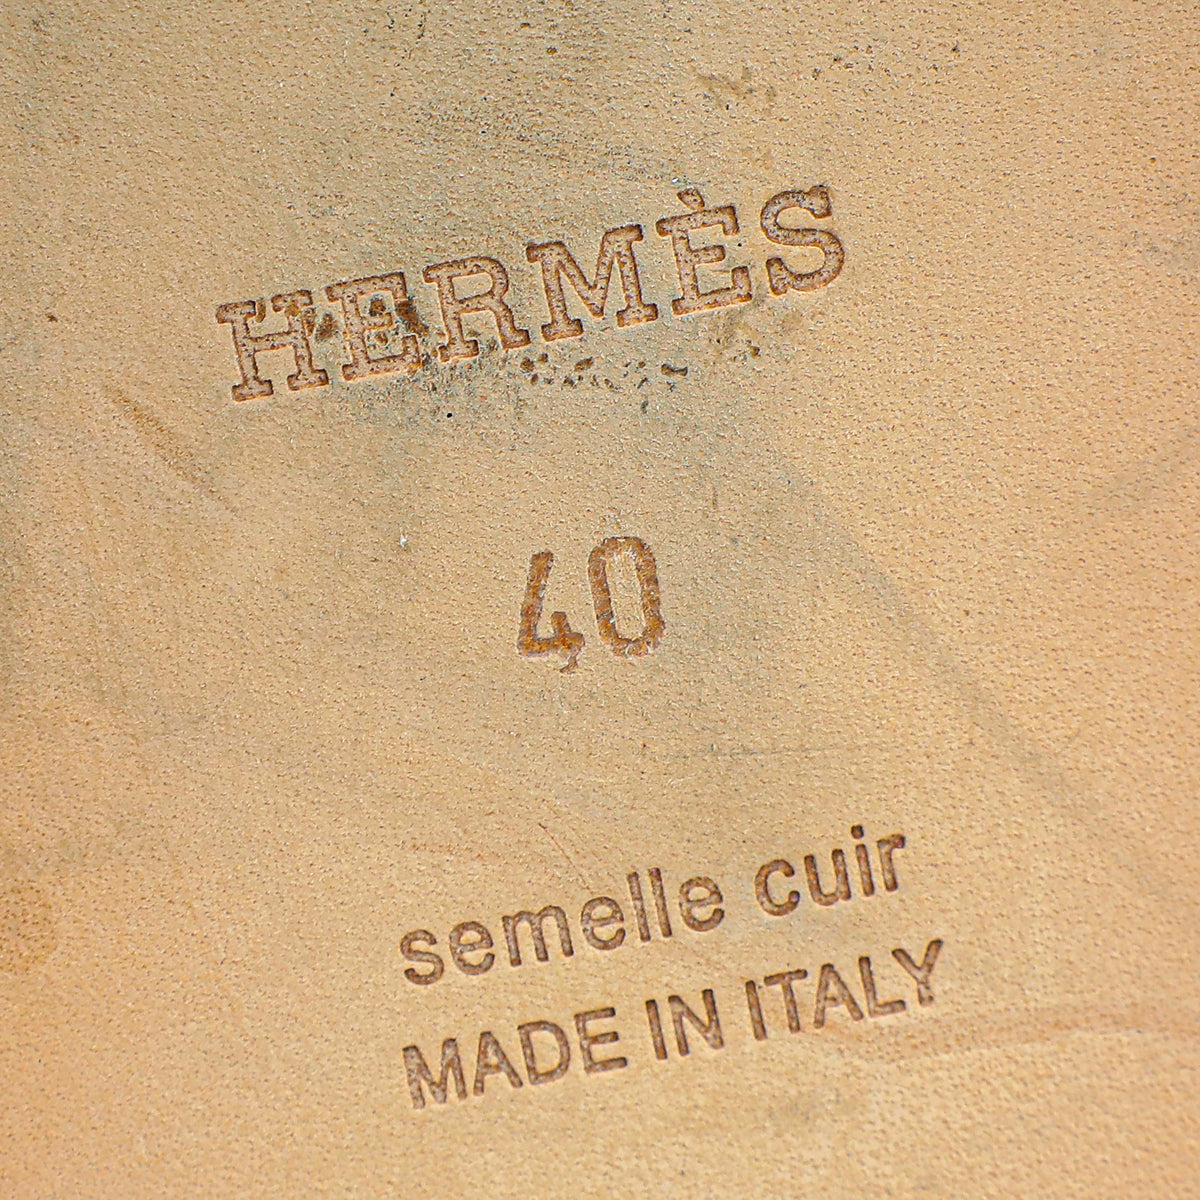 HERMÈS
40
semelle cuir
MADE IN ITALY